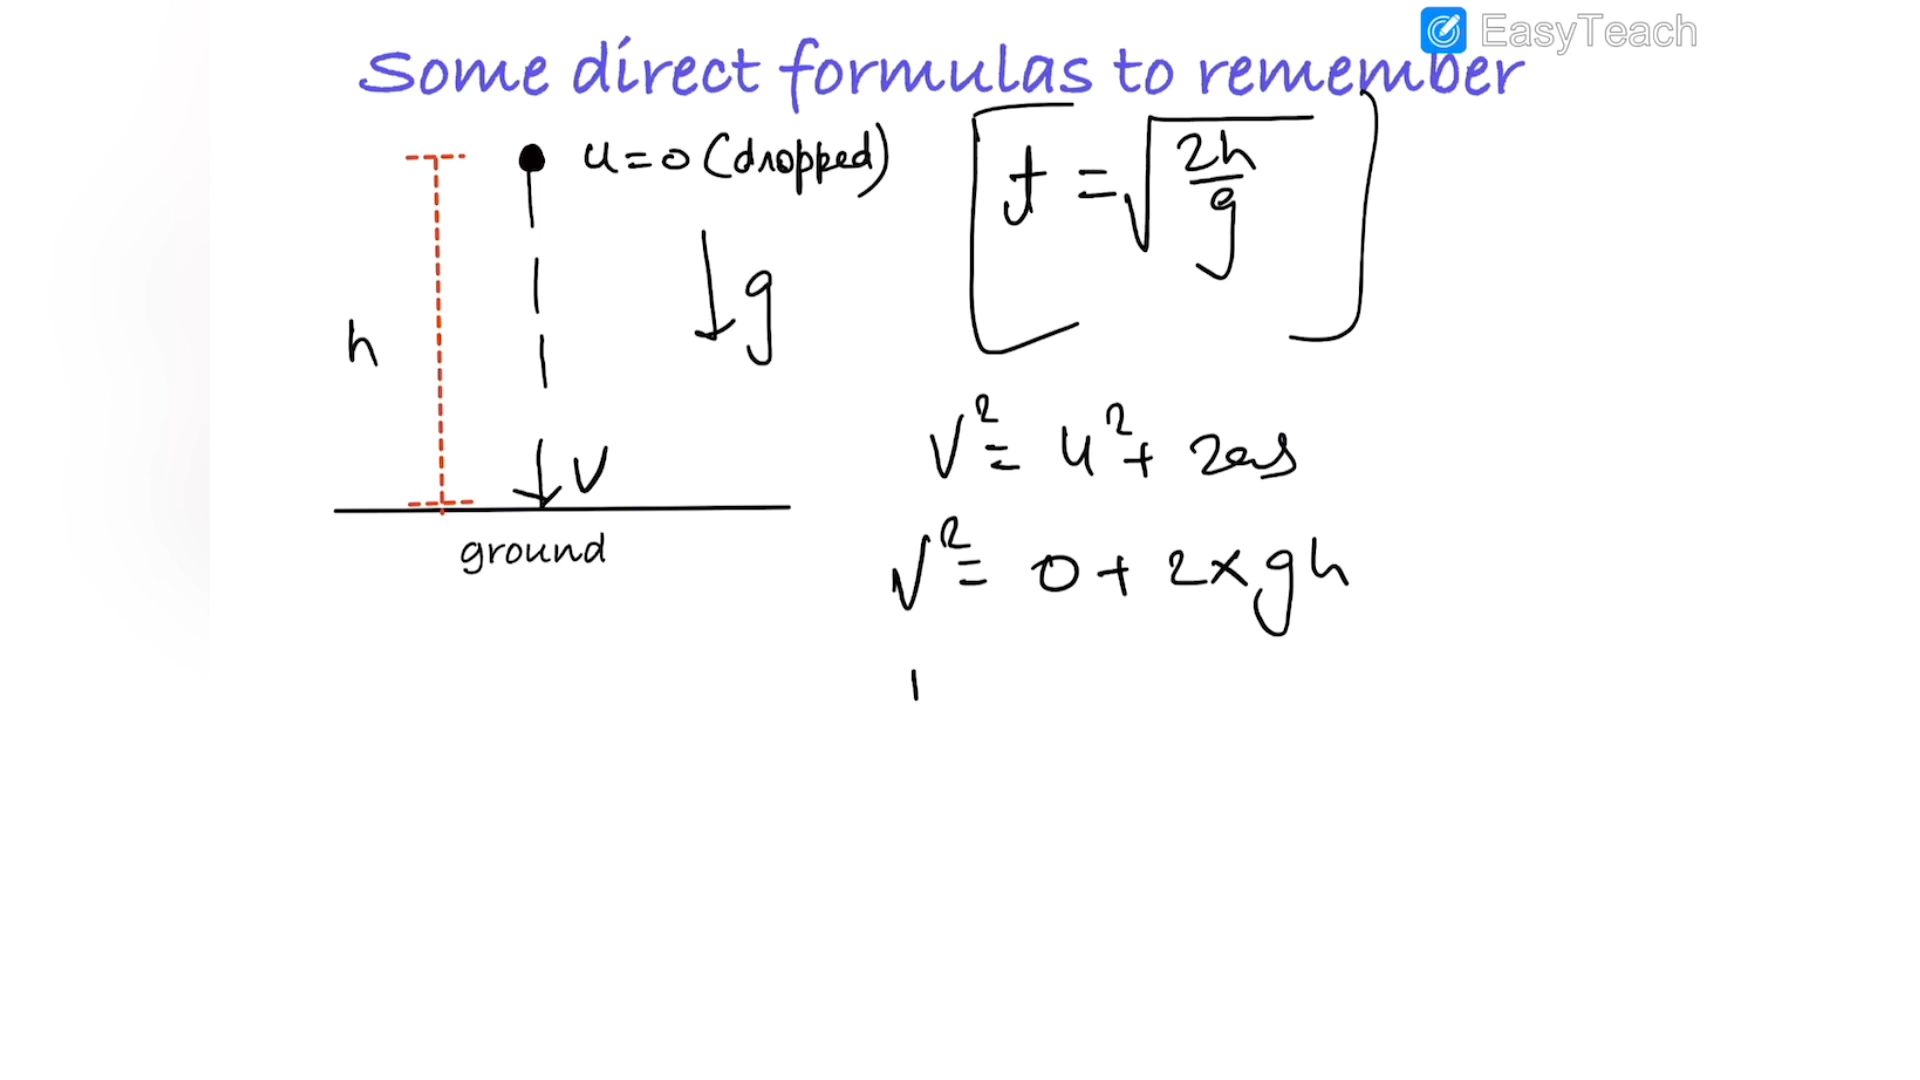 EasyTeach
Some direct formulas to remember
u=0 (dropped)
t = √(2h/g)
g
h
v² = u² + 2as
v
v² = 0 + 2×gh
ground